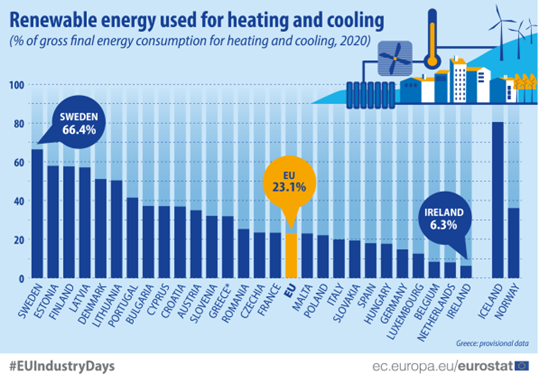 Renewable energy used for heating and cooling
(% of gross final energy consumption for heating and cooling, 2020)
100
80
60
40
20
0
SWEDEN
66.4%
EU
23.1%
IRELAND
6.3%
SWEDEN
ESTONIA
FINLAND
LATVIA
DENMARK
LITHUANIA
PORTUGAL
BULGARIA
CYPRUS
CROATIA
AUSTRIA
SLOVENIA
GREECE*
ROMANIA
CZECHIA
FRANCE
EU
MALTA
POLAND
ITALY
SLOVAKIA
SPAIN
HUNGARY
GERMANY
LUXEMBOURG
BELGIUM
NETHERLANDS
IRELAND
ICELAND
NORWAY
Greece: provisional data
#EUIndustryDays
ec.europa.eu/eurostat